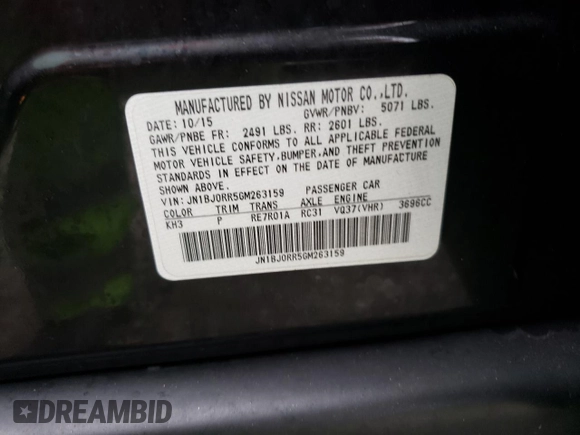 MANUFACTURED BY NISSAN MOTOR CO.,LTD.
DATE: 10/15 GVWR/PNBV: 5071 LBS.
GAWR/PNBE FR: 2491 LBS. RR: 2601 LBS.
THIS VEHICLE CONFORMS TO ALL APPLICABLE
MOTOR VEHICLE SAFETY, BUMPER, AND THEFT PREVENTION
STANDARDS IN EFFECT ON THE DATE OF MANUFACTURE
SHOWN ABOVE.
VIN: JN1BJ0RR5GM263159 PASSENGER CAR
COLOR TRIM TRANS AXLE ENGINE
KH3 P RE7R01A RC31 VQ37(VHR) 3696CC
JN1BJ0RR5GM263159
DREAMBID